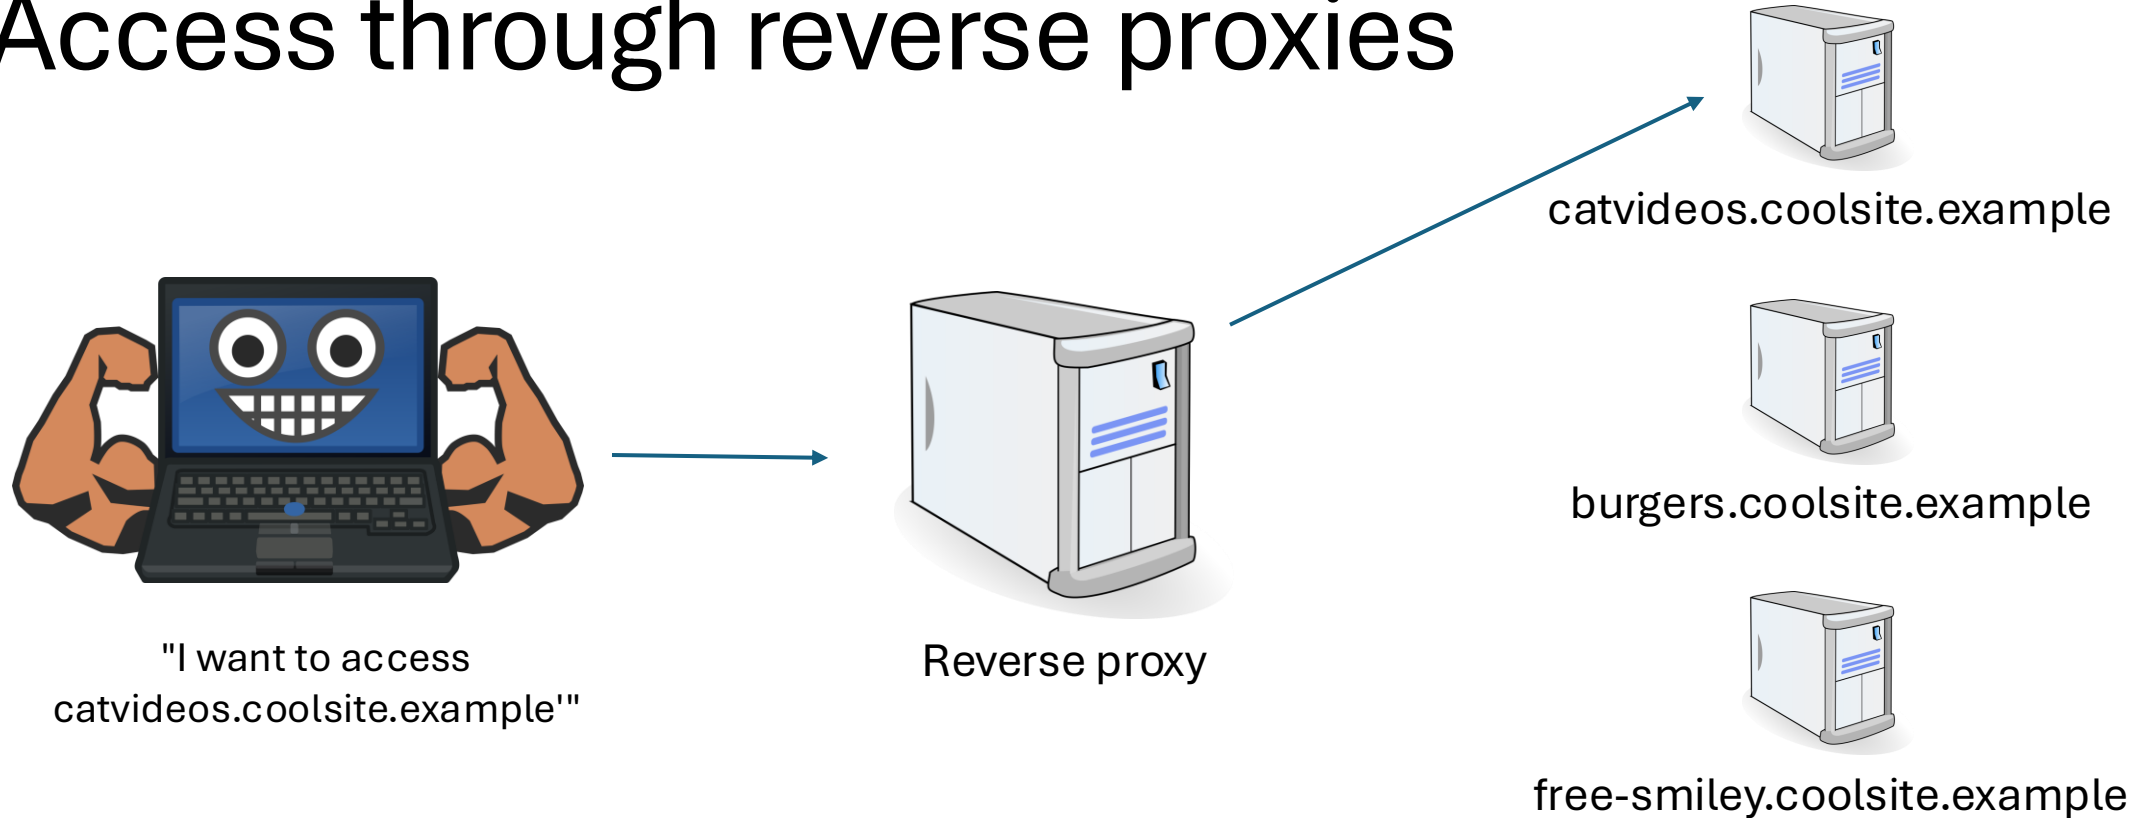 Access through reverse proxies
catvideos.coolsite.example
burgers.coolsite.example
"I want to access
catvideos.coolsite.example'"
Reverse proxy
free-smiley.coolsite.example